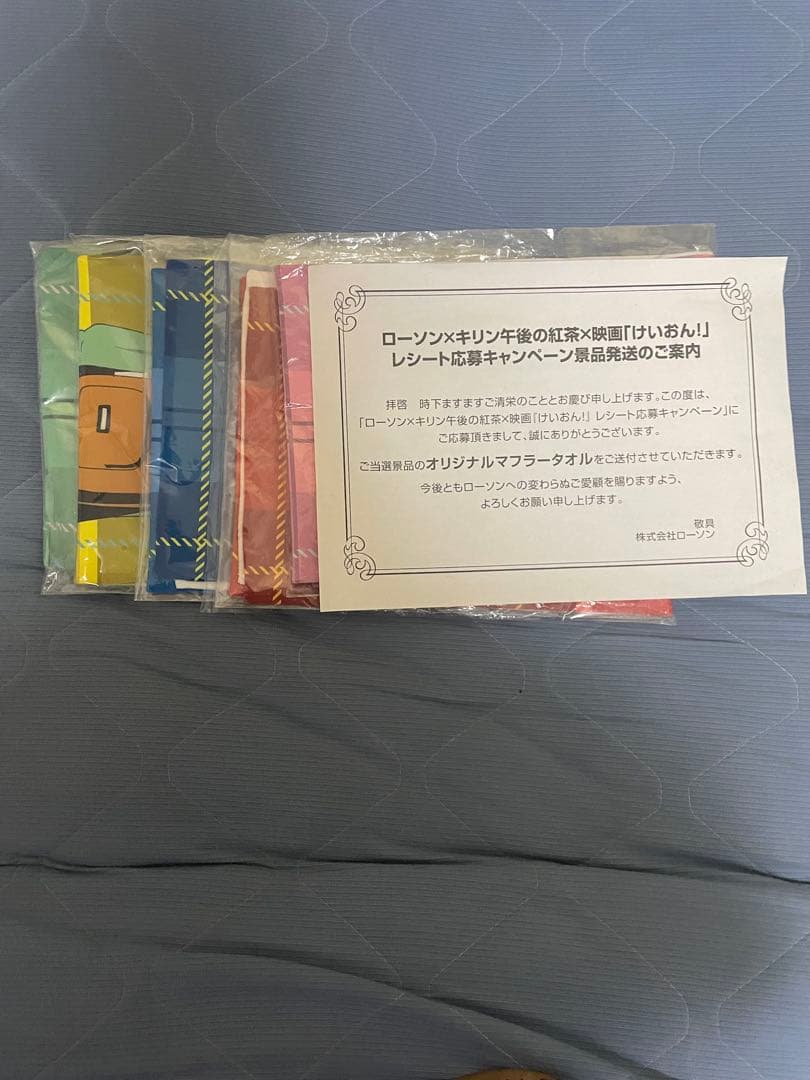 ローソン×キリン午後の紅茶×映画「けいおん!」
レシート応募キャンペーン景品発送のご案内
拝啓　時下ますますご清栄のこととお慶び申し上げます。この度は、
「ローソン×キリン午後の紅茶×映画『けいおん!』 レシート応募キャンペーン」に
ご応募頂きまして、誠にありがとうございます。
ご当選景品のオリジナルマフラータオルをご送付させていただきます。
今後ともローソンへの変わらぬご愛顧を賜りますよう、
よろしくお願い申し上げます。
敬具
株式会社ローソン